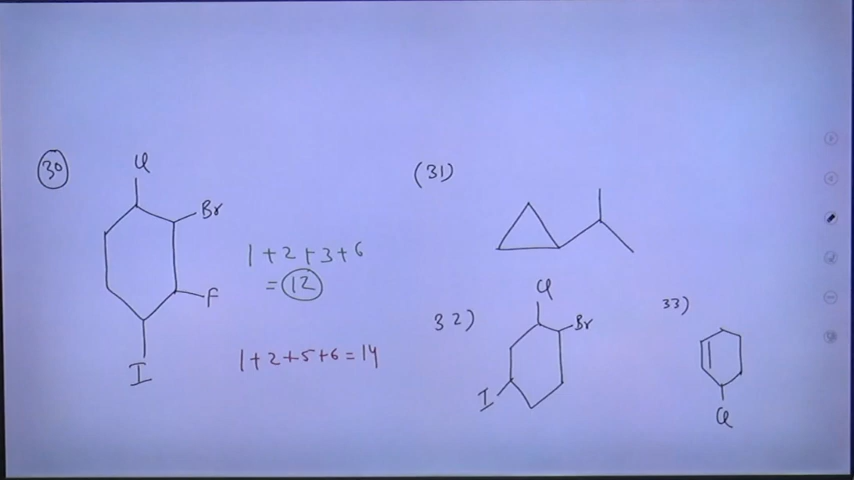 30
Cl
Br
F
I
1+2+3+6
= 12
1+2+5+6=14
(31)
32)
Cl
Br
I
33)
Cl